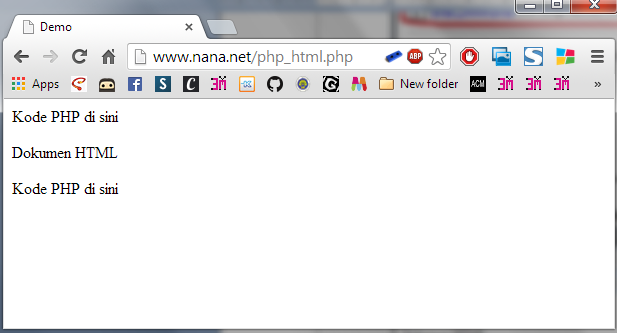 Demo
www.nana.net/php_html.php
ABP
Apps
New folder
ACM
Kode PHP di sini
Dokumen HTML
Kode PHP di sini